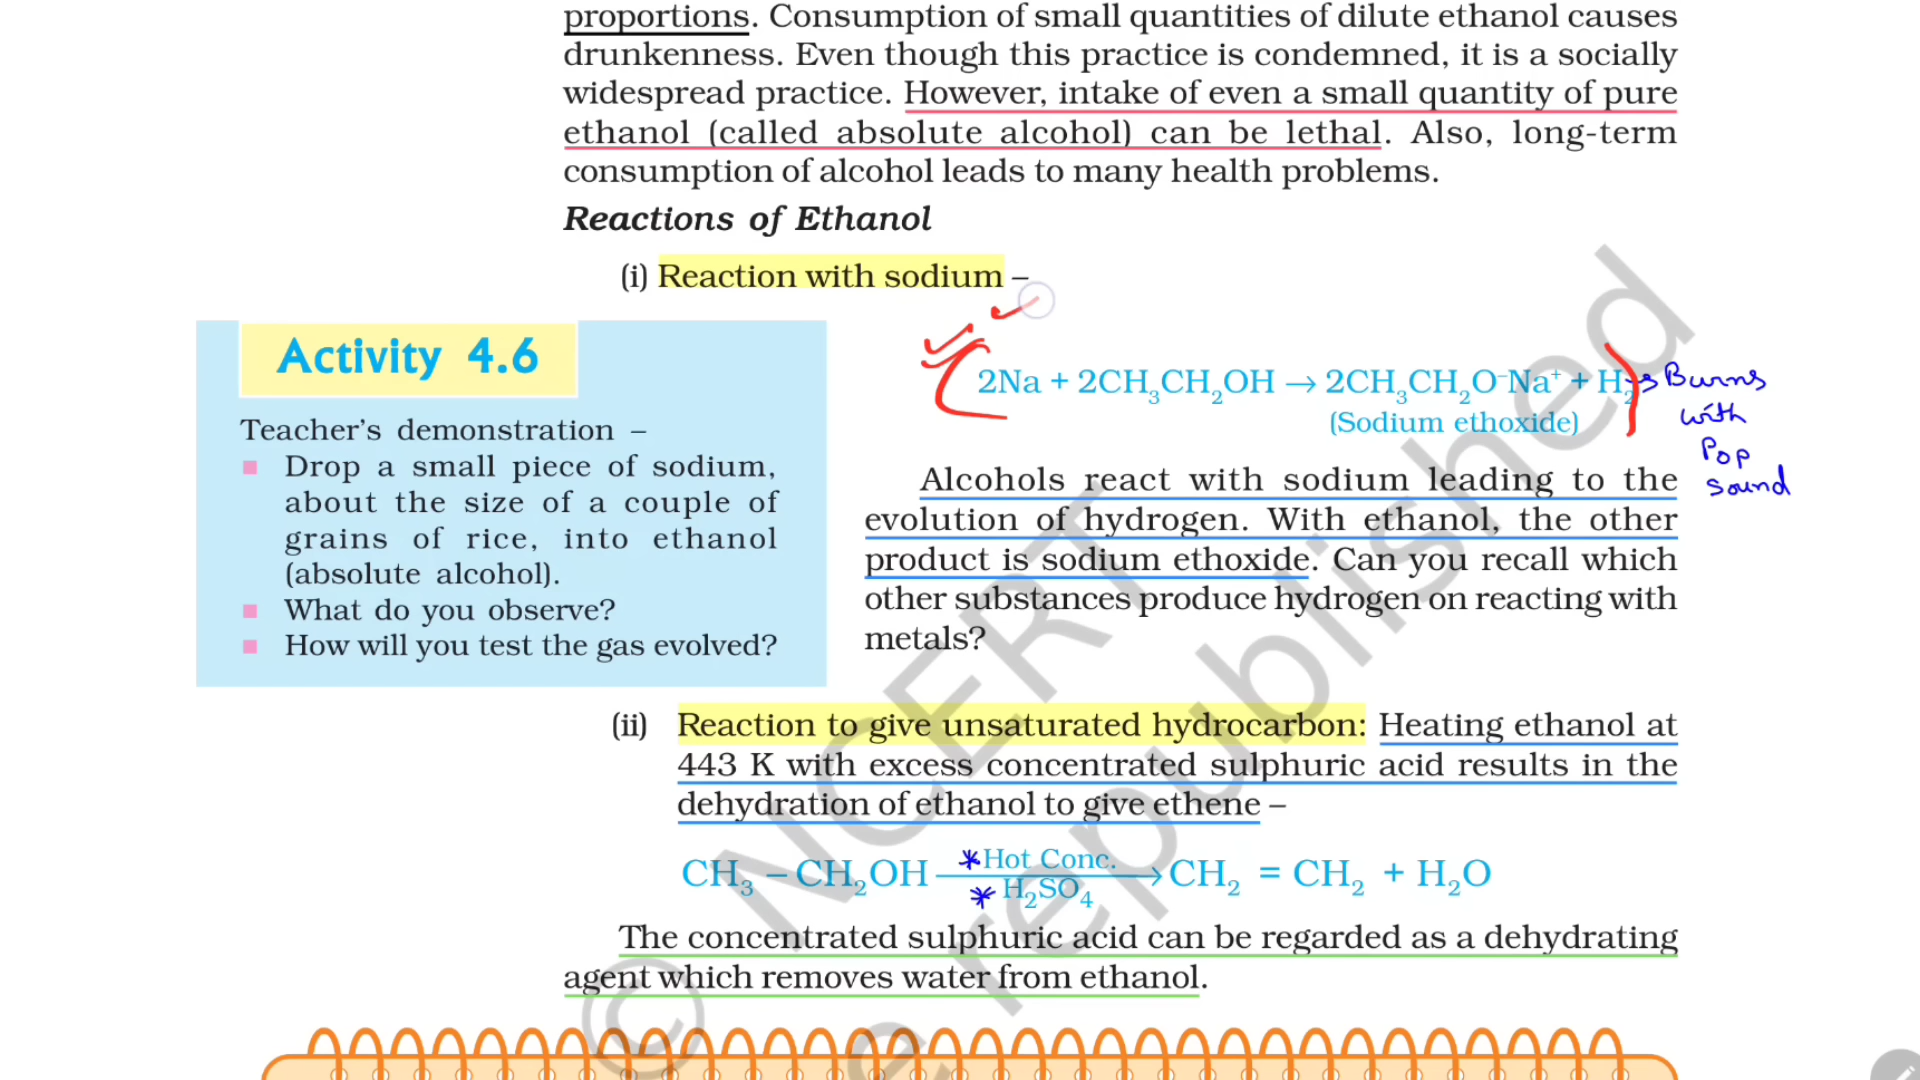 proportions. Consumption of small quantities of dilute ethanol causes
drunkenness. Even though this practice is condemned, it is a socially
widespread practice. However, intake of even a small quantity of pure
ethanol (called absolute alcohol) can be lethal. Also, long-term
consumption of alcohol leads to many health problems.
Reactions of Ethanol
(i) Reaction with sodium –
Activity 4.6
Teacher's demonstration –
Drop a small piece of sodium,
about the size of a couple of
grains of rice, into ethanol
(absolute alcohol).
What do you observe?
How will you test the gas evolved?
2Na + 2CH₃CH₂OH → 2CH₃CH₂O⁻Na⁺ + H₂
(Sodium ethoxide)
Burns
with
Pop
Sound
Alcohols react with sodium leading to the
evolution of hydrogen. With ethanol, the other
product is sodium ethoxide. Can you recall which
other substances produce hydrogen on reacting with
metals?
(ii) Reaction to give unsaturated hydrocarbon: Heating ethanol at
443 K with excess concentrated sulphuric acid results in the
dehydration of ethanol to give ethene –
*Hot Conc.
CH₃ – CH₂OH → CH₂ = CH₂ + H₂O
* H₂SO₄
The concentrated sulphuric acid can be regarded as a dehydrating
agent which removes water from ethanol.
© NCERT
e republished